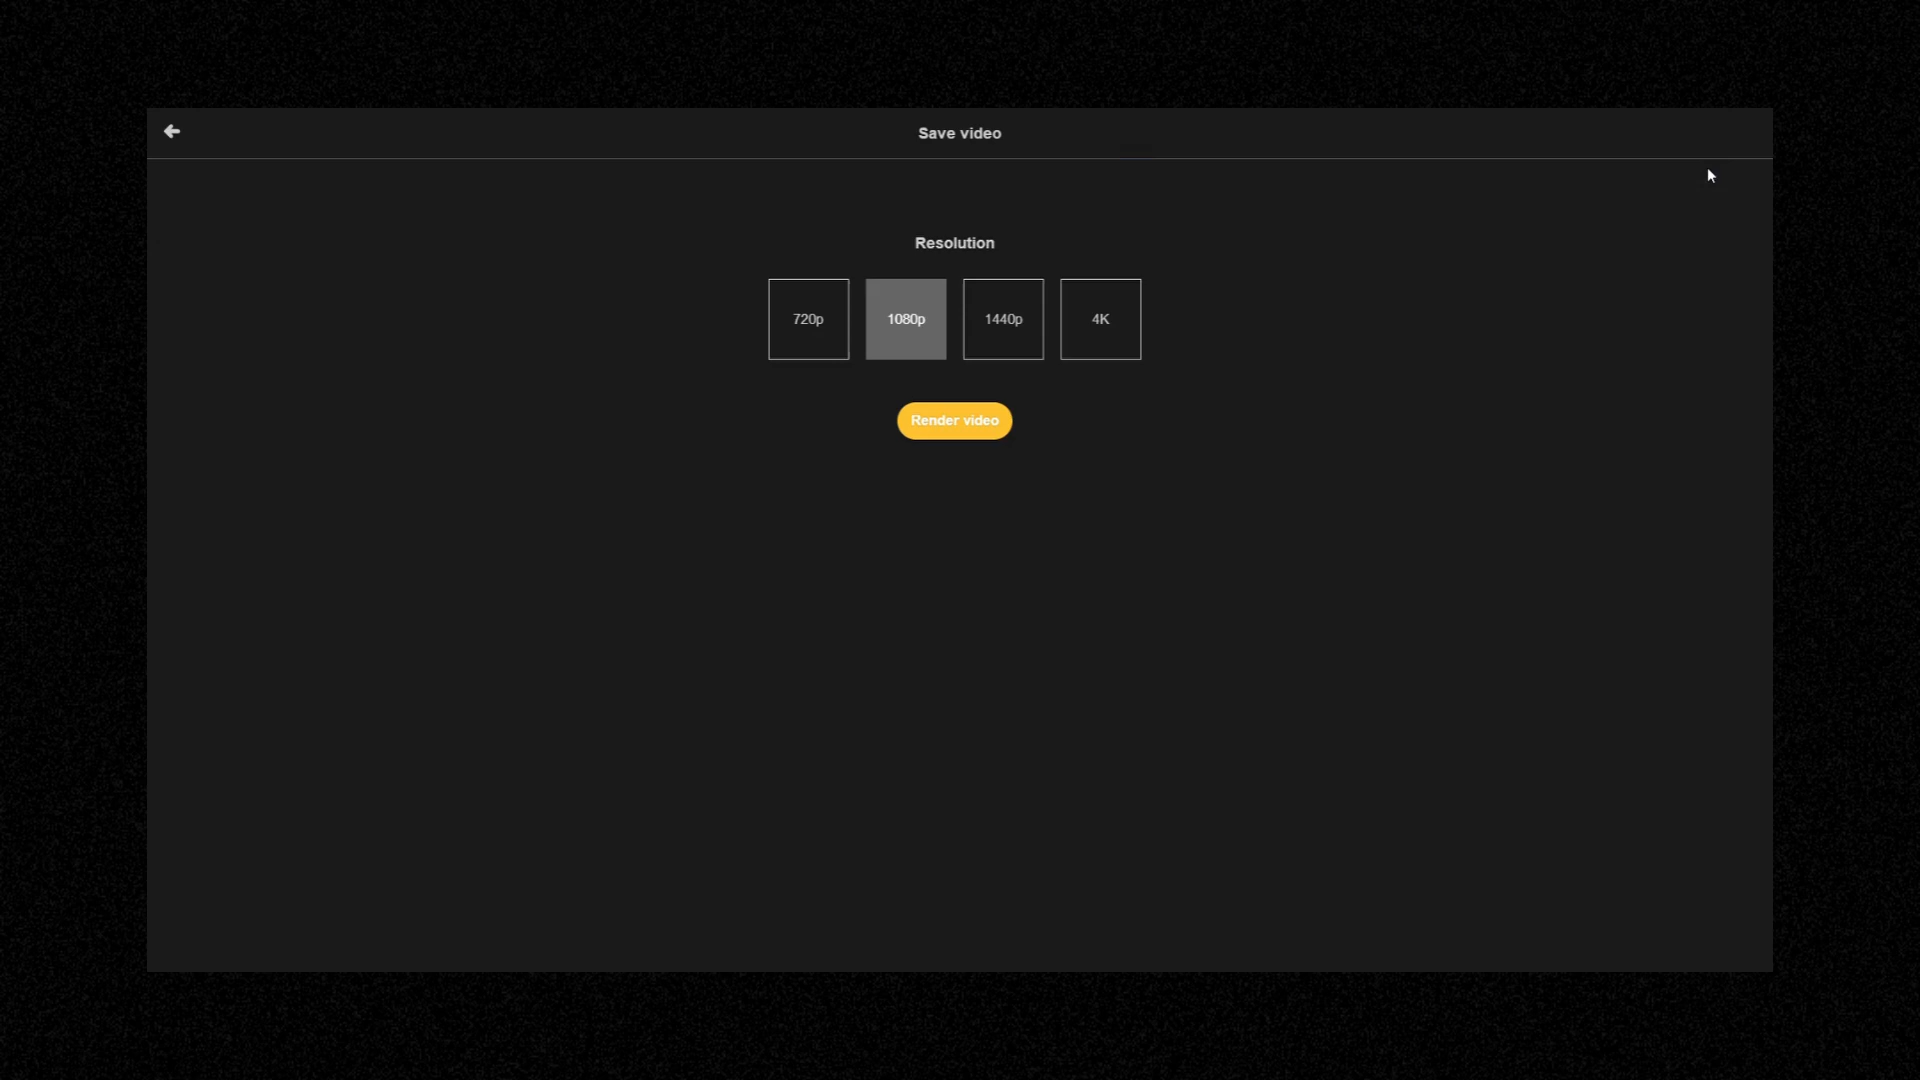 Save video
Resolution
720p
1080p
1440p
4K
Render video